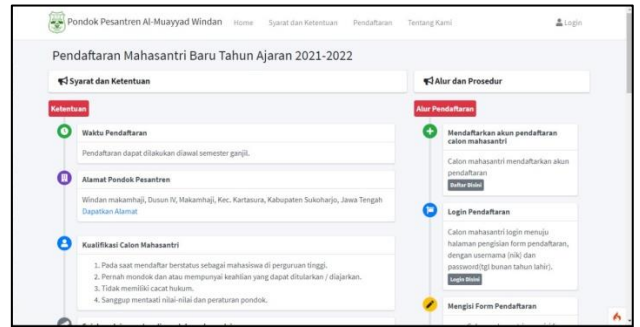 Pondok Pesantren Al-Muayyad Windan Home Syarat dan Ketentuan Pendaftaran Tentang Kami Login
Pendaftaran Mahasantri Baru Tahun Ajaran 2021-2022
Syarat dan Ketentuan
Ketentuan
Waktu Pendaftaran
Pendaftaran dapat dilakukan diawal semester ganjil.
Alamat Pondok Pesantren
Windan makamhaji, Dusun IV, Makamhaji, Kec. Kartasura, Kabupaten Sukoharjo, Jawa Tengah
Dapatkan Alamat
Kualifikasi Calon Mahasantri
1. Pada saat mendaftar berstatus sebagai mahasiswa di perguruan tinggi.
2. Pernah mondok dan atau mempunyai keahlian yang dapat ditularkan / diajarkan.
3. Tidak memiliki cacat hukum.
4. Sanggup mentaati nilai-nilai dan peraturan pondok.
Alur dan Prosedur
Alur Pendaftaran
Mendaftarkan akun pendaftaran
calon mahasantri
Calon mahasantri mendaftarkan akun
pendaftaran
Daftar Disini
Login Pendaftaran
Calon mahasantri login menuju
halaman pengisian form pendaftaran,
dengan usernama (nik) dan
password(tgl bunan tahun lahir).
Login Disini
Mengisi Form Pendaftaran